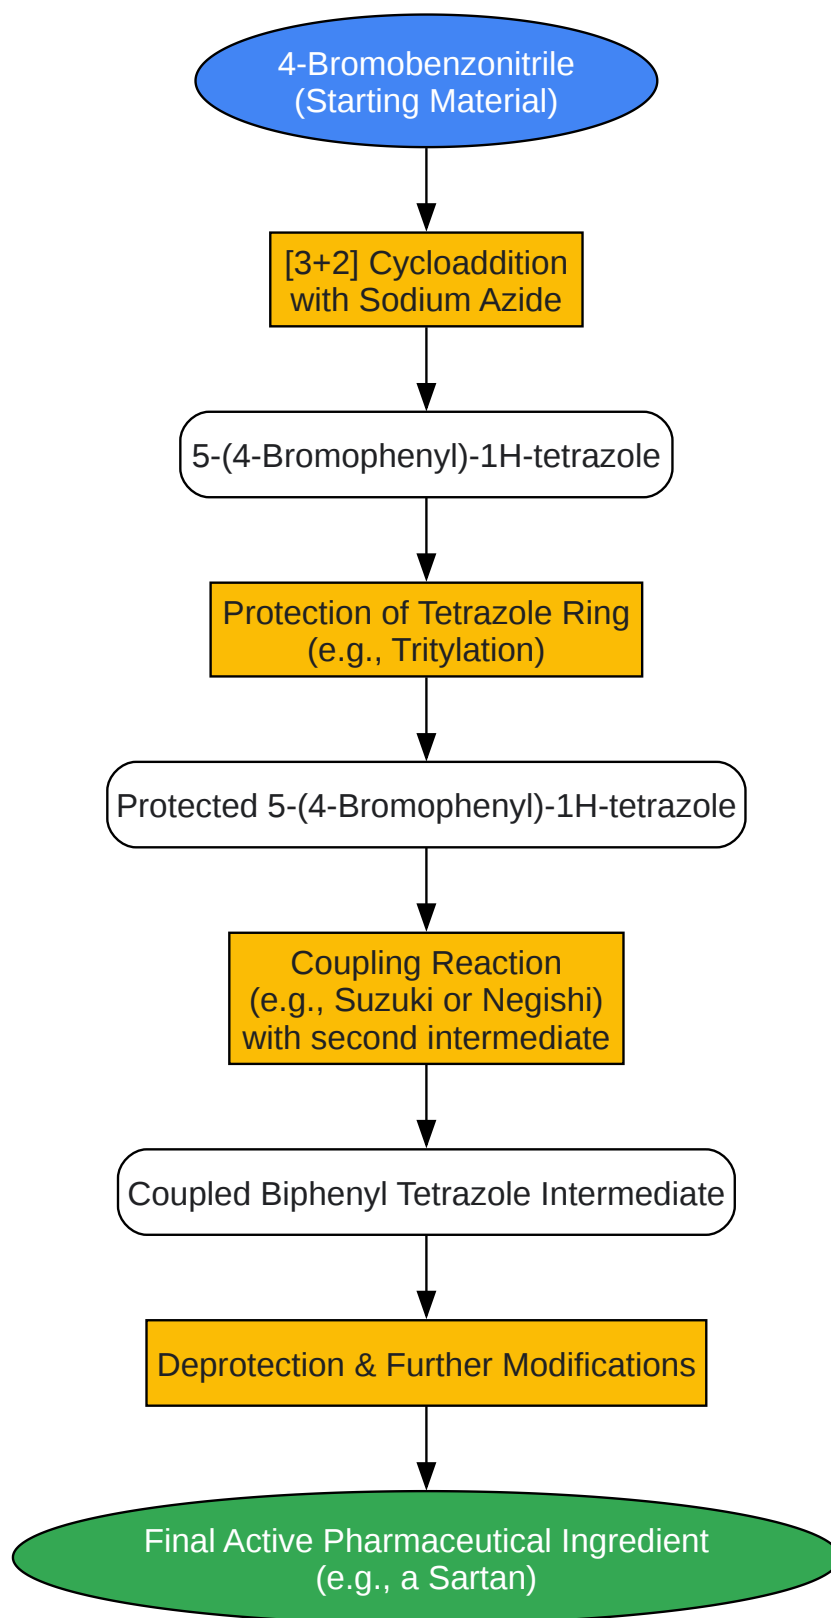 4-Bromobenzonitrile
(Starting Material)
[3+2] Cycloaddition
with Sodium Azide
5-(4-Bromophenyl)-1H-tetrazole
Protection of Tetrazole Ring
(e.g., Tritylation)
Protected 5-(4-Bromophenyl)-1H-tetrazole
Coupling Reaction
(e.g., Suzuki or Negishi)
with second intermediate
Coupled Biphenyl Tetrazole Intermediate
Deprotection & Further Modifications
Final Active Pharmaceutical Ingredient
(e.g., a Sartan)